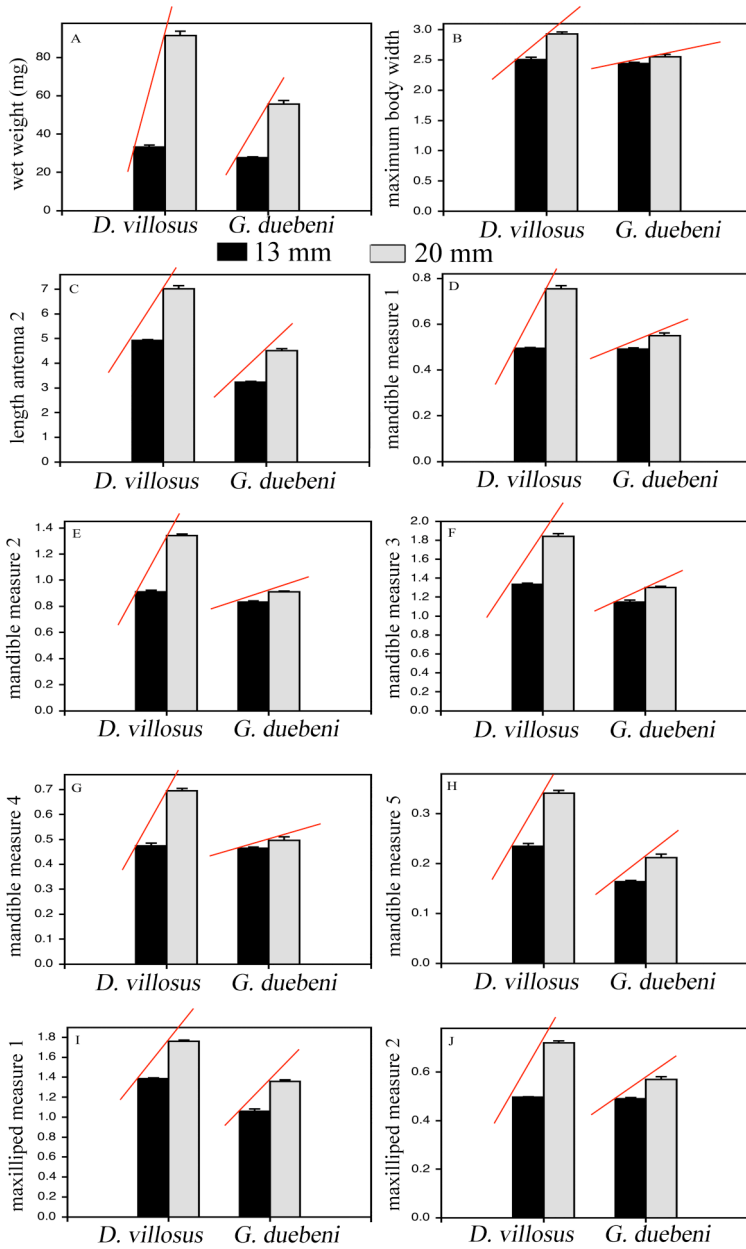 A
wet weight (mg)
80
60
40
20
0
D. villosus G. duebeni
B
maximum body width
3.0
2.5
2.0
1.5
1.0
0.5
0.0
D. villosus G. duebeni
13 mm 20 mm
C
length antenna 2
7
6
5
4
3
2
1
0
D. villosus G. duebeni
D
mandible measure 1
0.8
0.6
0.4
0.2
0.0
D. villosus G. duebeni
E
mandible measure 2
1.4
1.2
1.0
0.8
0.6
0.4
0.2
0.0
D. villosus G. duebeni
F
mandible measure 3
2.0
1.8
1.6
1.4
1.2
1.0
0.8
0.6
0.4
0.2
0.0
D. villosus G. duebeni
G
mandible measure 4
0.7
0.6
0.5
0.4
0.3
0.2
0.1
0.0
D. villosus G. duebeni
H
mandible measure 5
0.3
0.2
0.1
0.0
D. villosus G. duebeni
I
maxilliped measure 1
1.8
1.6
1.4
1.2
1.0
0.8
0.6
0.4
0.2
0.0
D. villosus G. duebeni
J
maxilliped measure 2
0.6
0.4
0.2
0.0
D. villosus G. duebeni